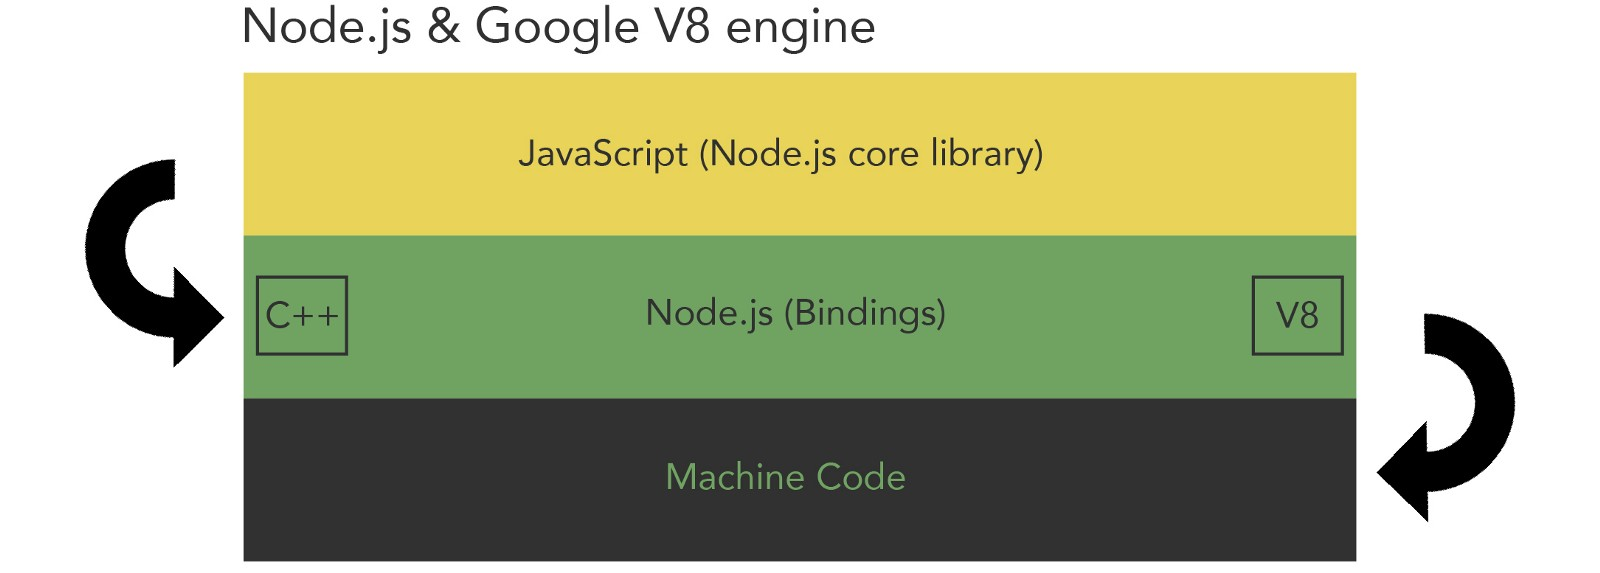 Node.js & Google V8 engine
JavaScript (Node.js core library)
C++
Node.js (Bindings)
V8
Machine Code